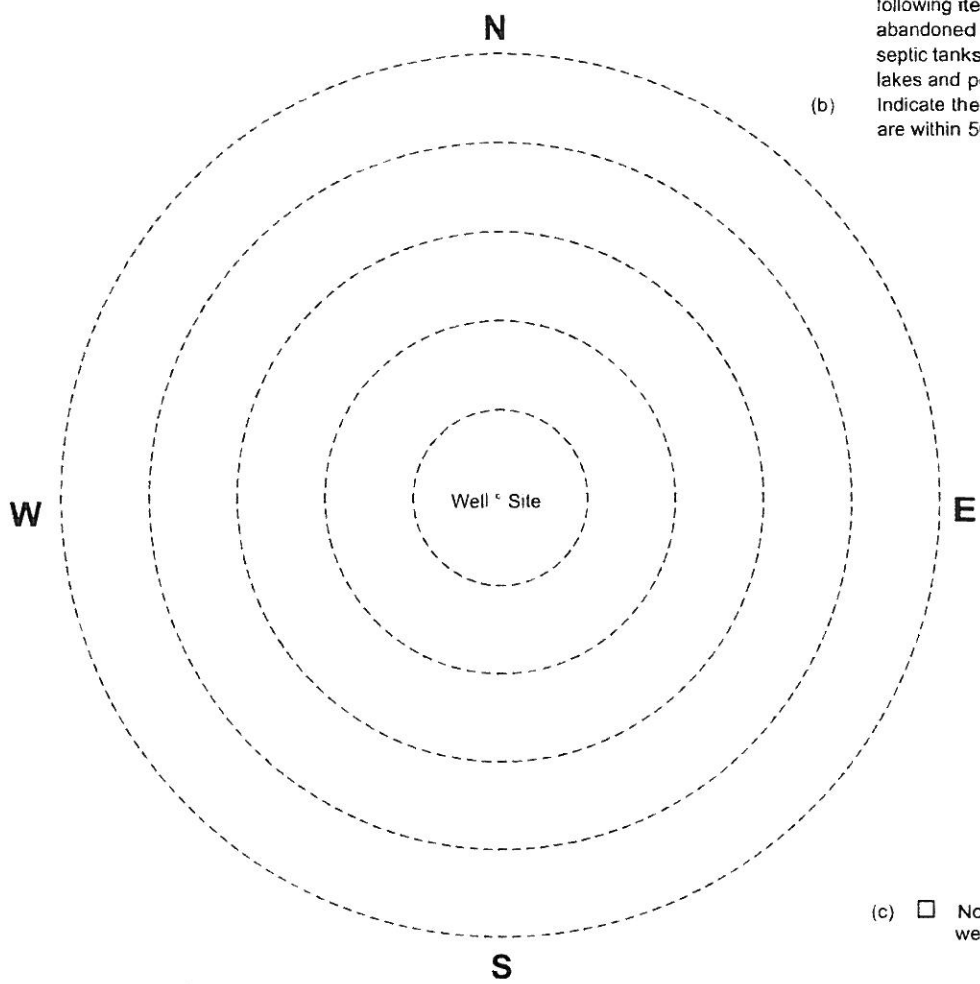 following ite
abandoned
septic tanks
lakes and p
(b) Indicate the
are within 5
N
W
Well Site
E
(c) ☐ No
we
S